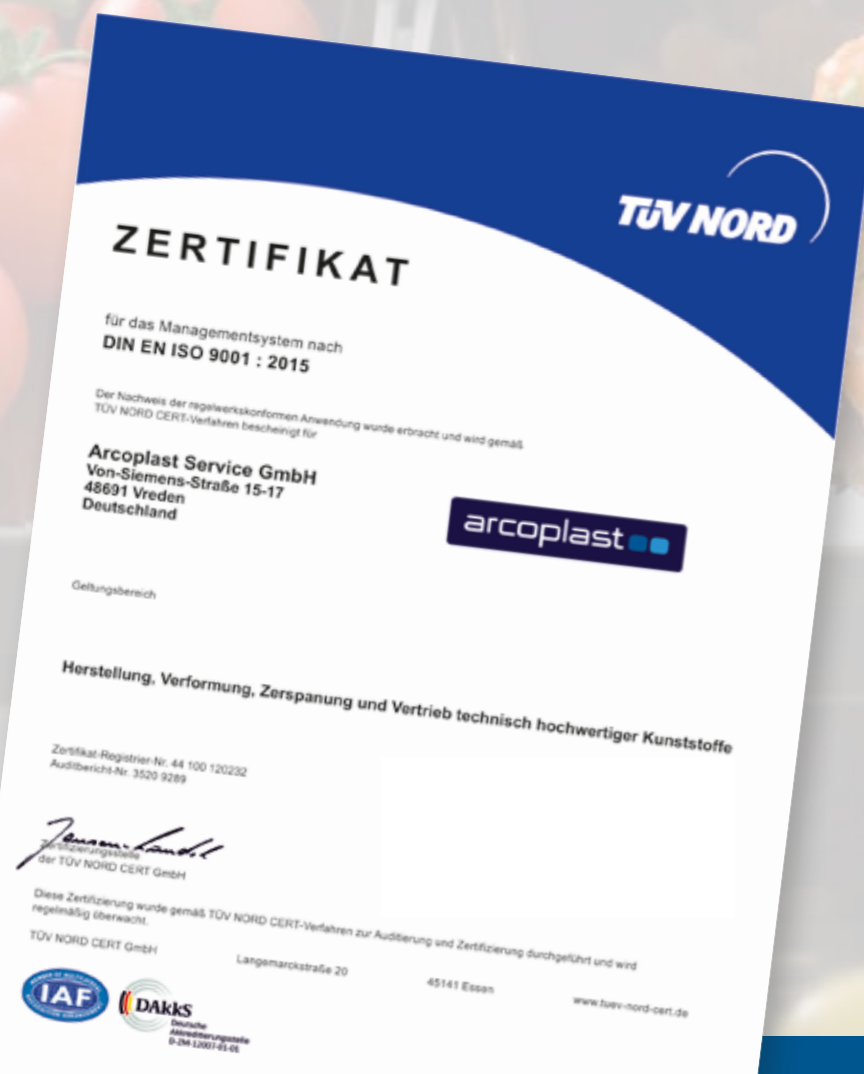 TÜV NORD
ZERTIFIKAT
für das Managementsystem nach
DIN EN ISO 9001 : 2015
Der Nachweis der regelwerkskonformen Anwendung wurde erbracht und wird gemäß
TÜV NORD CERT-Verfahren bescheinigt für
Arcoplast Service GmbH
Von-Siemens-Straße 15-17
48691 Vreden
Deutschland
arcoplast
Geltungsbereich
Herstellung, Verformung, Zerspanung und Vertrieb technisch hochwertiger Kunststoffe
Zertifikat-Registrier-Nr. 44 100 120232
Auditbericht-Nr. 3520 9289
Zertifizierungsstelle
der TÜV NORD CERT GmbH
Diese Zertifizierung wurde gemäß TÜV NORD CERT-Verfahren zur Auditierung und Zertifizierung durchgeführt und wird
regelmäßig überwacht.
TÜV NORD CERT GmbH Langemarckstraße 20 45141 Essen www.tuev-nord-cert.de
IAF
DAkkS
Deutsche
Akkreditierungsstelle
D-ZM-12007-01-01